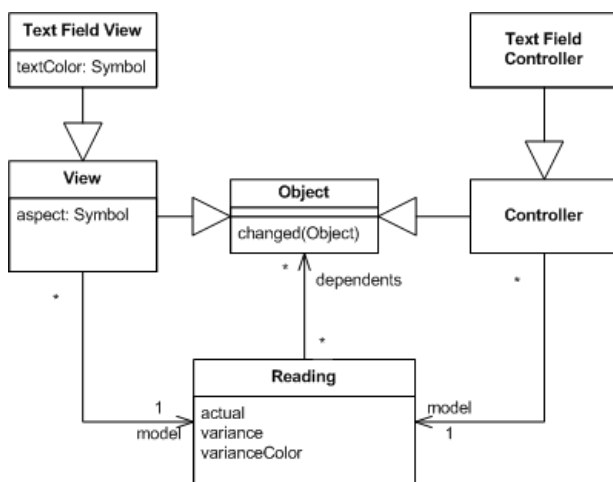 Text Field View
textColor: Symbol
Text Field
Controller
View
aspect: Symbol
Object
changed(Object)
Controller
*
*
dependents
*
*
Reading
actual
variance
varianceColor
1
model
model
1